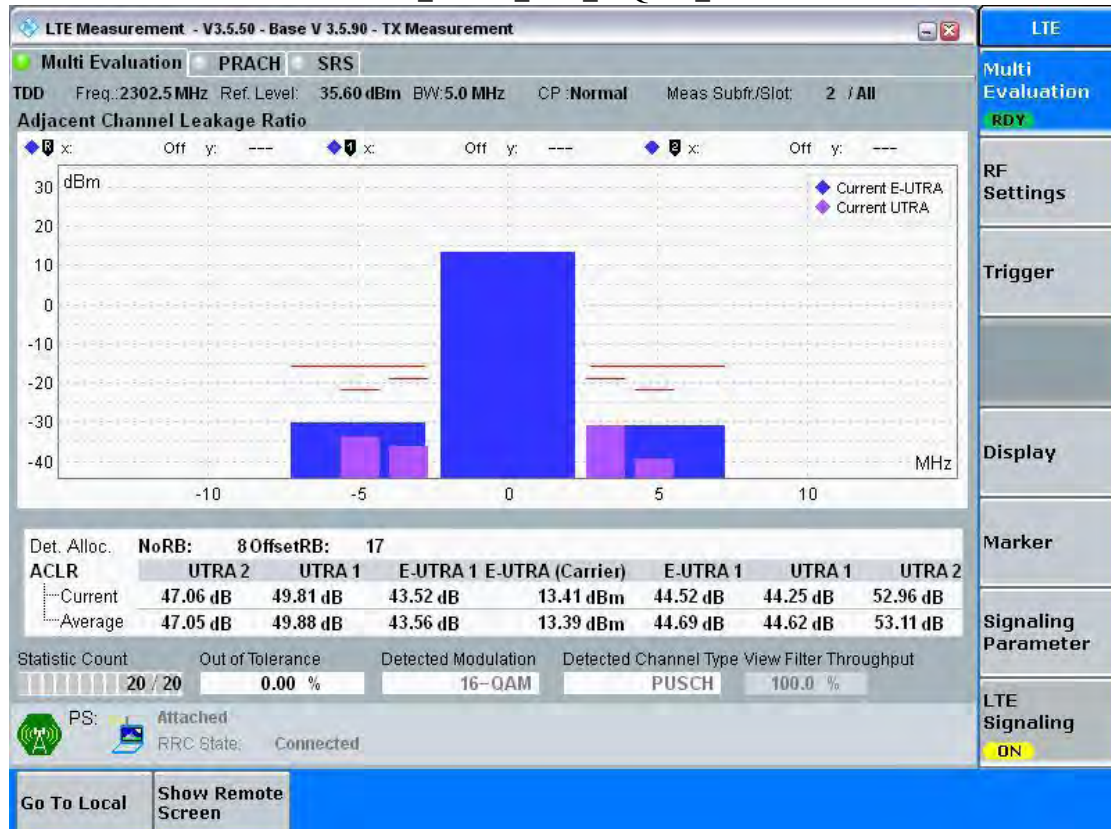 LTE Measurement - V3.5.50 - Base V 3.5.90 - TX Measurement
Multi Evaluation PRACH SRS
TDD Freq.:2302.5 MHz Ref. Level: 35.60 dBm BW:5.0 MHz CP :Normal Meas Subfr./Slot: 2 / All
Adjacent Channel Leakage Ratio
R x: Off y: --- 1 x: Off y: --- 2 x: Off y: ---
dBm
Current E-UTRA
Current UTRA
30
20
10
0
-10
-20
-30
-40
MHz
-10 -5 0 5 10
Det. Alloc. NoRB: 8 OffsetRB: 17
ACLR UTRA 2 UTRA 1 E-UTRA 1 E-UTRA (Carrier) E-UTRA 1 UTRA 1 UTRA 2
Current 47.06 dB 49.81 dB 43.52 dB 13.41 dBm 44.52 dB 44.25 dB 52.96 dB
Average 47.05 dB 49.88 dB 43.56 dB 13.39 dBm 44.69 dB 44.62 dB 53.11 dB
Statistic Count Out of Tolerance Detected Modulation Detected Channel Type View Filter Throughput
20 / 20 0.00 % 16-QAM PUSCH 100.0 %
PS: Attached
RRC State: Connected
Go To Local
Show Remote
Screen
LTE
Multi
Evaluation
RDY
RF
Settings
Trigger
Display
Marker
Signaling
Parameter
LTE
Signaling
ON